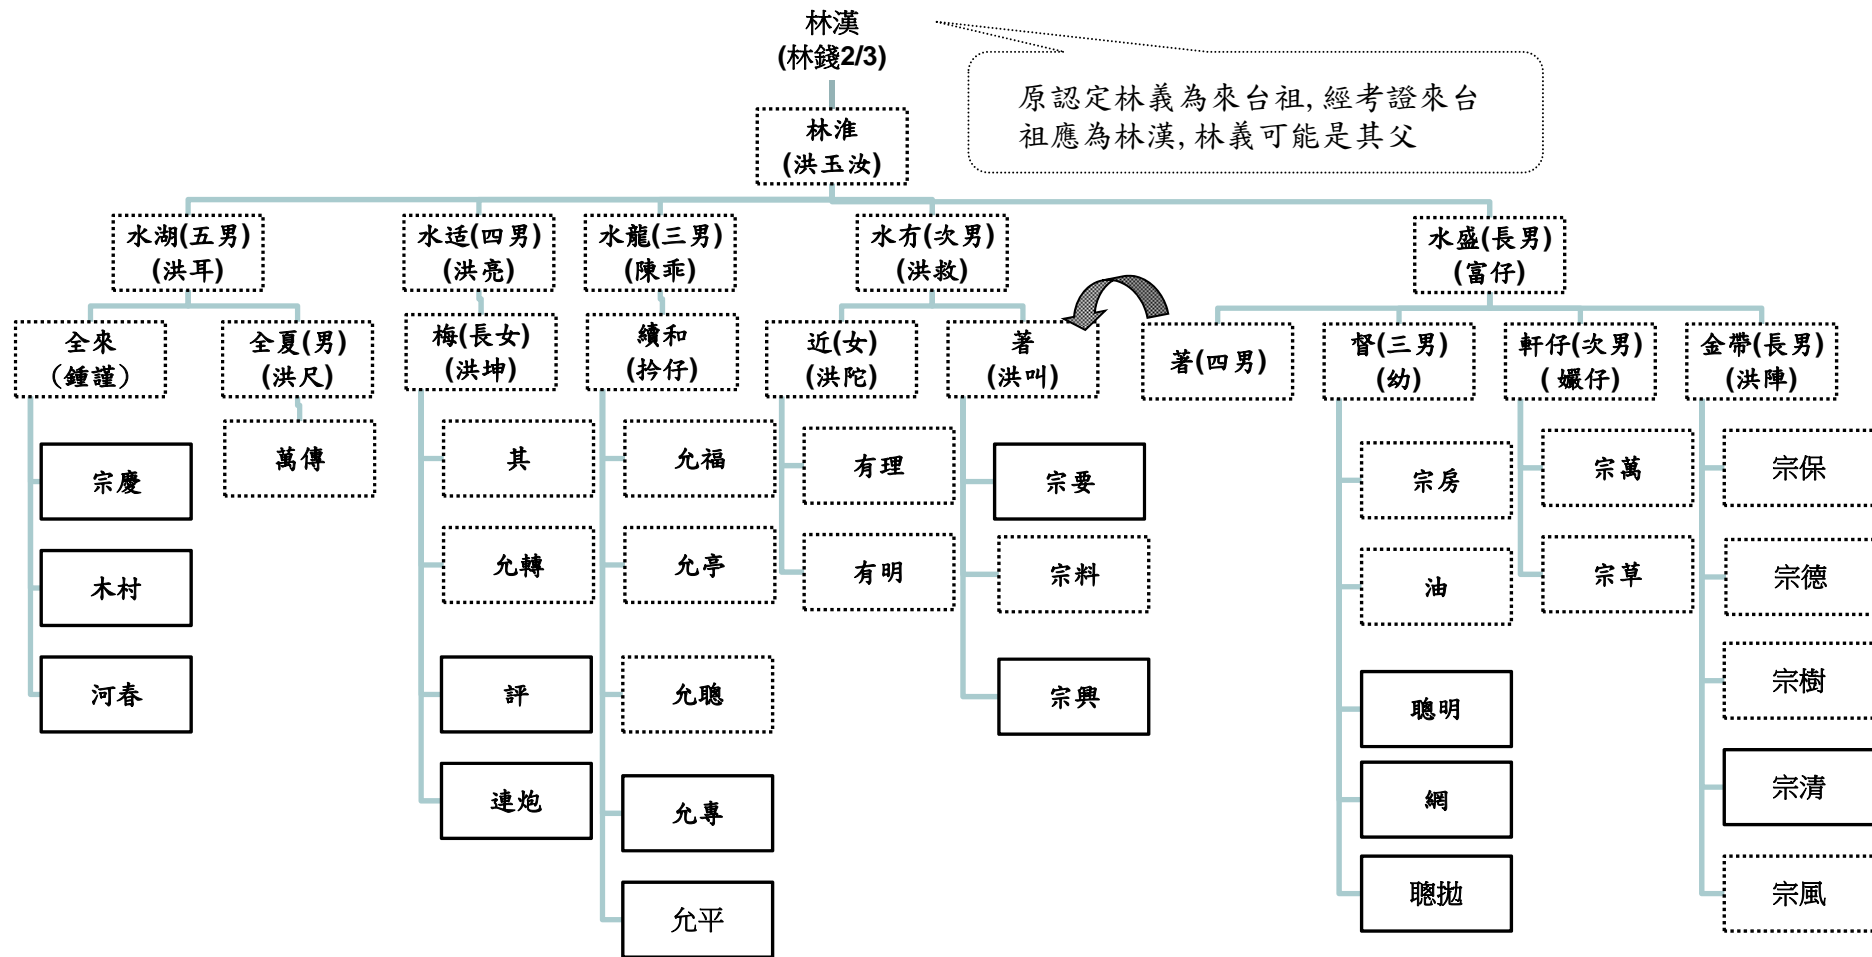 林漢
(林錢2/3)
原認定林義為來台祖,經考證來台
祖應為林漢,林義可能是其父
林淮
(洪玉汝)
水湖(五男)
(洪耳)
水适(四男)
(洪亮)
水龍(三男)
(陳乖)
水冇(次男)
(洪救)
水盛(長男)
(富仔)
全來
(鍾謹)
全夏(男)
(洪尺)
梅(長女)
(洪坤)
續和
(扲仔)
近(女)
(洪陀)
著
(洪叫)
著(四男)
督(三男)
(幼)
軒仔(次男)
(孍仔)
金帶(長男)
(洪陣)
宗慶
木村
河春
萬傳
其
允轉
評
連炮
允福
允亭
允聰
允專
允平
有理
有明
宗要
宗料
宗興
宗房
油
聰明
網
聰拋
宗萬
宗草
宗保
宗德
宗樹
宗清
宗風